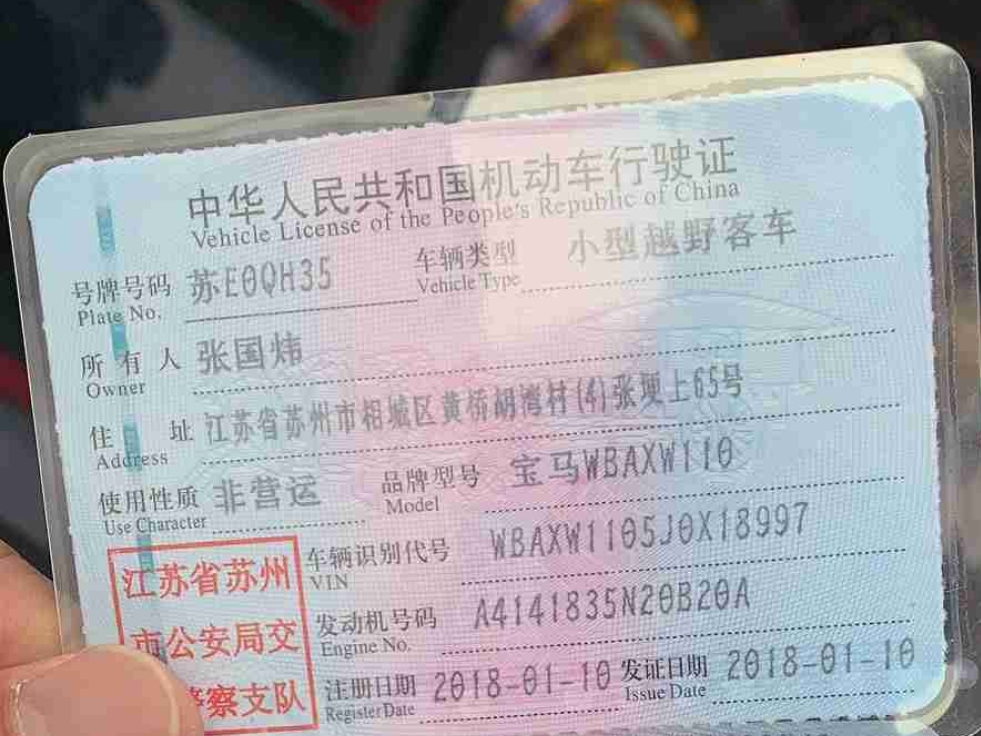 中华人民共和国机动车行驶证
Vehicle License of the People's Republic of China
号牌号码 苏E0QH35 车辆类型 小型越野客车
Plate No. Vehicle Type
所有人 张国炜
Owner
住址 江苏省苏州市相城区黄桥胡湾村(4)张埂上65号
Address
使用性质 非营运 品牌型号 宝马WBAXW110
Use Character Model
车辆识别代号 WBAXW1105J0X18997
VIN
发动机号码 A4141835N20B20A
Engine No.
注册日期 2018-01-10 发证日期 2018-01-10
Register Date Issue Date
江苏省苏州
市公安局交
警察支队